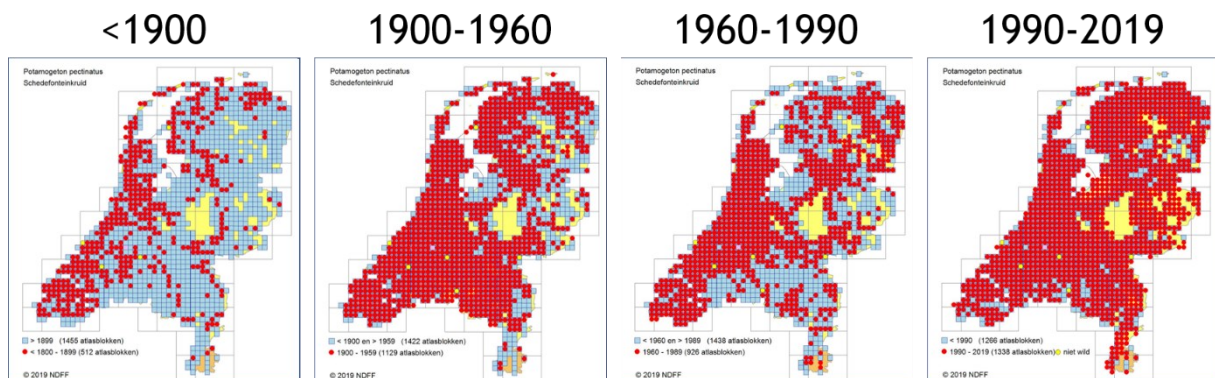 <1900
1900-1960
1960-1990
1990-2019
Potamogeton pectinatus
Schedefonteinkruid
> 1899 (1455 atlasblokken)
< 1800 - 1899 (512 atlasblokken)
© 2019 NDFF
Potamogeton pectinatus
Schedefonteinkruid
< 1900 en > 1959 (1422 atlasblokken)
1900 - 1959 (1129 atlasblokken)
© 2019 NDFF
Potamogeton pectinatus
Schedefonteinkruid
< 1960 en > 1989 (1438 atlasblokken)
1960 - 1989 (926 atlasblokken)
© 2019 NDFF
Potamogeton pectinatus
Schedefonteinkruid
< 1990 (1266 atlasblokken)
1990 - 2019 (1338 atlasblokken) niet wild
© 2019 NDFF